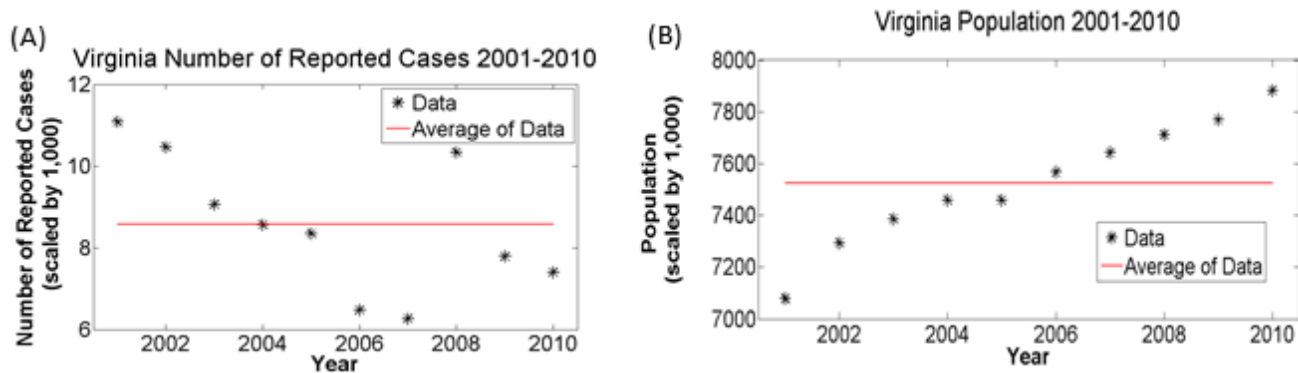 (A)
Virginia Number of Reported Cases 2001-2010
Number of Reported Cases
(scaled by 1,000)
12
10
8
6
Data
Average of Data
2002
2004
2006
2008
2010
Year
(B)
Virginia Population 2001-2010
Population
(scaled by 1,000)
8000
7800
7600
7400
7200
7000
Data
Average of Data
2002
2004
2006
2008
2010
Year